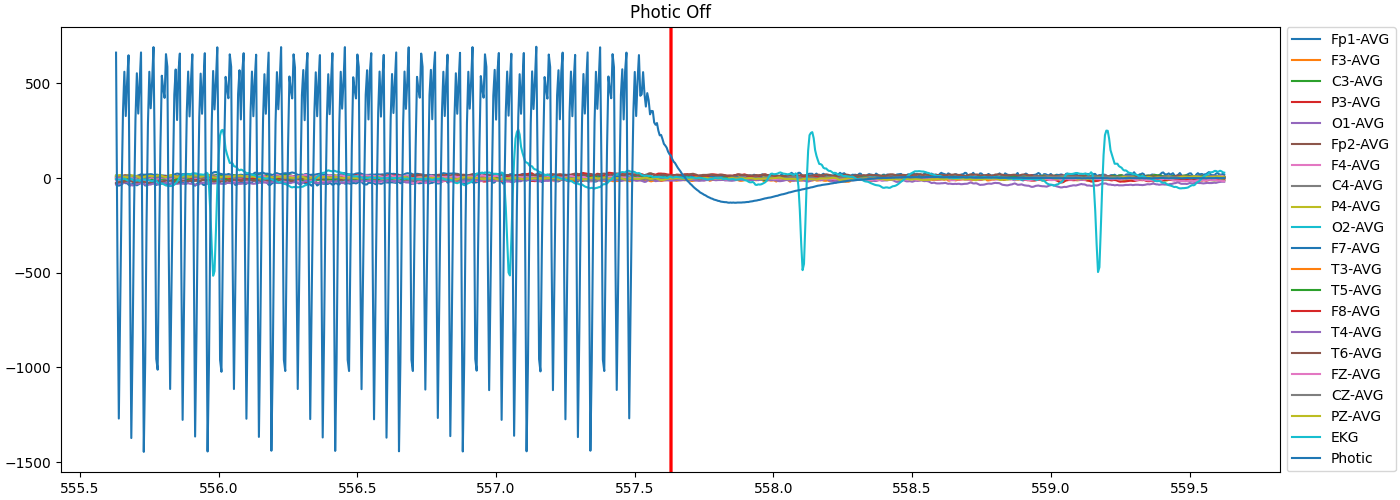 Photic Off
500
0
−500
−1000
−1500
555.5 556.0 556.5 557.0 557.5 558.0 558.5 559.0 559.5
Fp1-AVG
F3-AVG
C3-AVG
P3-AVG
O1-AVG
Fp2-AVG
F4-AVG
C4-AVG
P4-AVG
O2-AVG
F7-AVG
T3-AVG
T5-AVG
F8-AVG
T4-AVG
T6-AVG
FZ-AVG
CZ-AVG
PZ-AVG
EKG
Photic